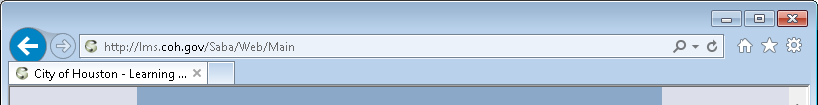 http://lms.coh.gov/Saba/Web/Main
City of Houston - Learning ...